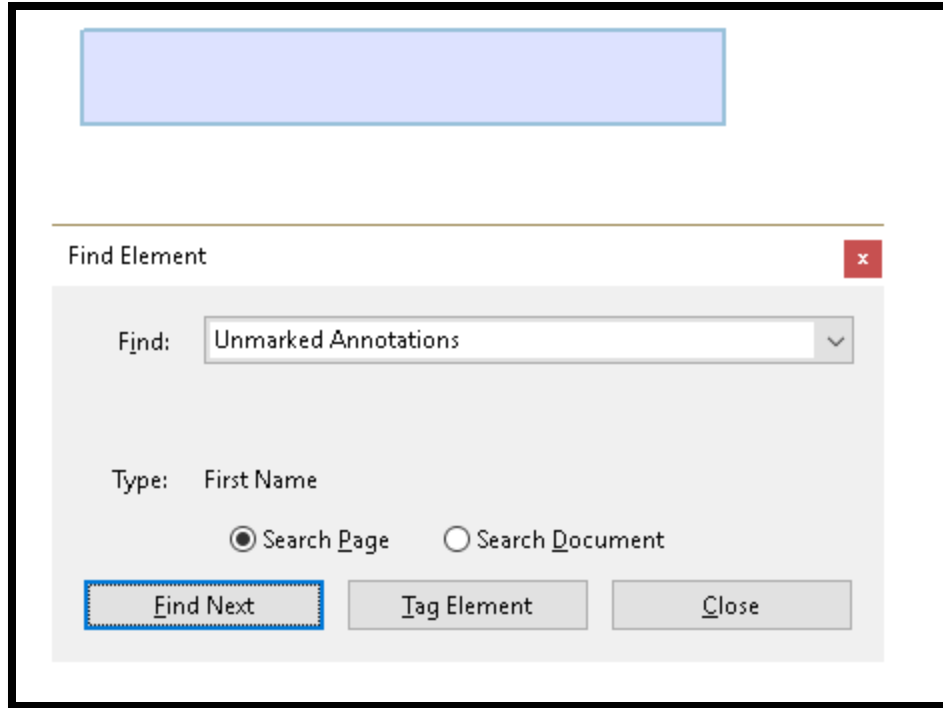 Find Element
x
Find: Unmarked Annotations
Type: First Name
Search Page Search Document
Find Next Tag Element Close